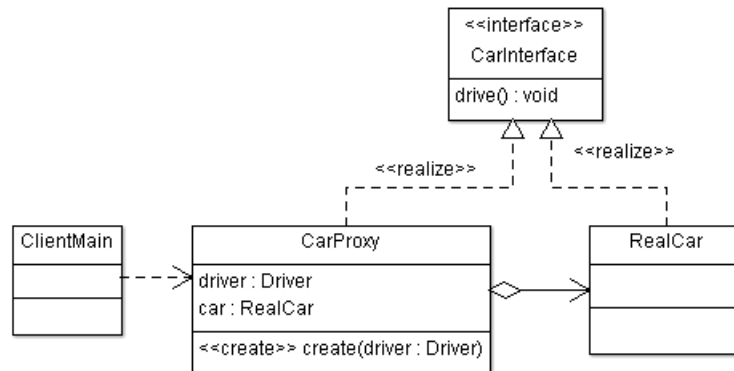 <<interface>>
CarInterface
drive() : void
<<realize>>
<<realize>>
ClientMain
CarProxy
driver : Driver
car : RealCar
<<create>> create(driver : Driver)
RealCar